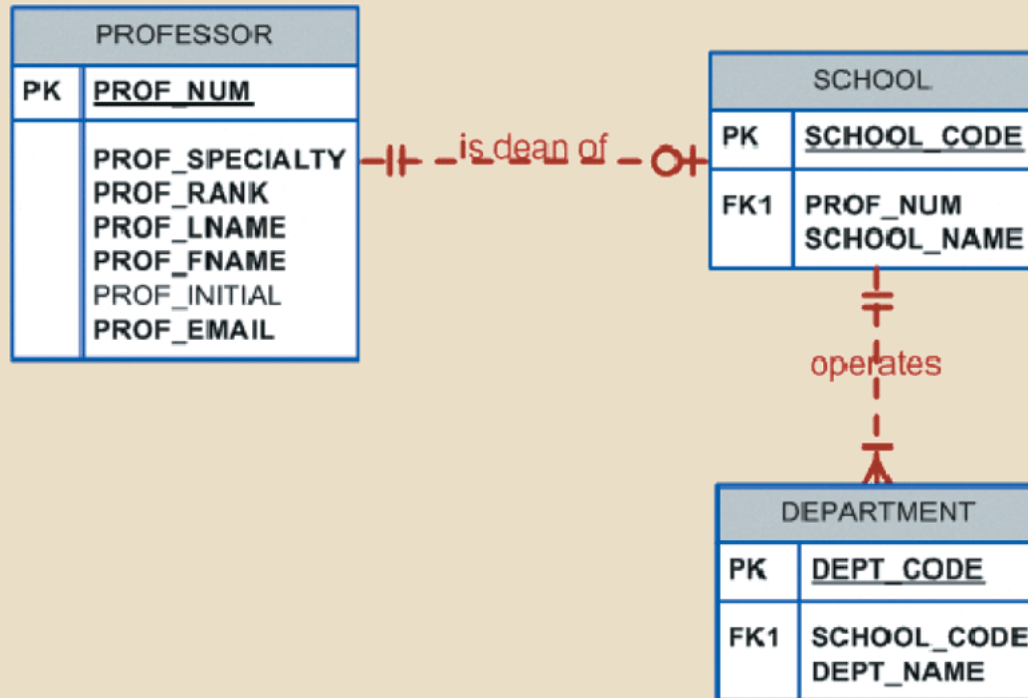 PROFESSOR
PK PROF_NUM
PROF_SPECIALTY
PROF_RANK
PROF_LNAME
PROF_FNAME
PROF_INITIAL
PROF_EMAIL
is dean of
SCHOOL
PK SCHOOL_CODE
FK1 PROF_NUM
SCHOOL_NAME
operates
DEPARTMENT
PK DEPT_CODE
FK1 SCHOOL_CODE
DEPT_NAME